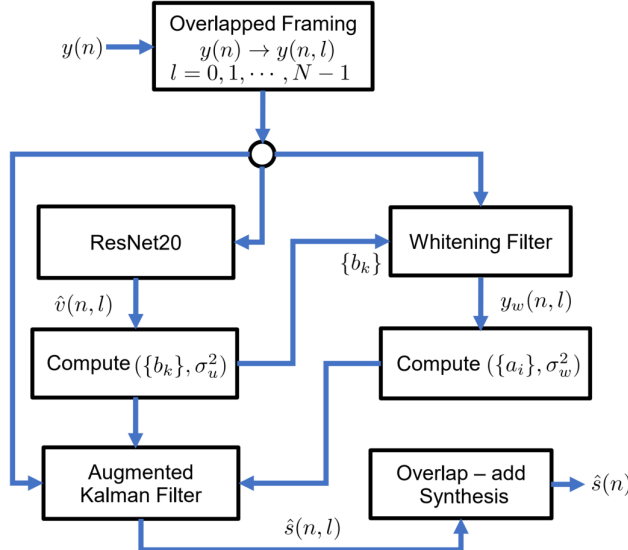 Overlapped Framing
y(n) → y(n, l)
l = 0, 1, ⋯ , N − 1
y(n)
ResNet20
Whitening Filter
{b_k}
v̂(n, l)
y_w(n, l)
Compute ({b_k}, σ_u^2)
Compute ({a_i}, σ_w^2)
Augmented
Kalman Filter
Overlap – add
Synthesis
ŝ(n)
ŝ(n, l)